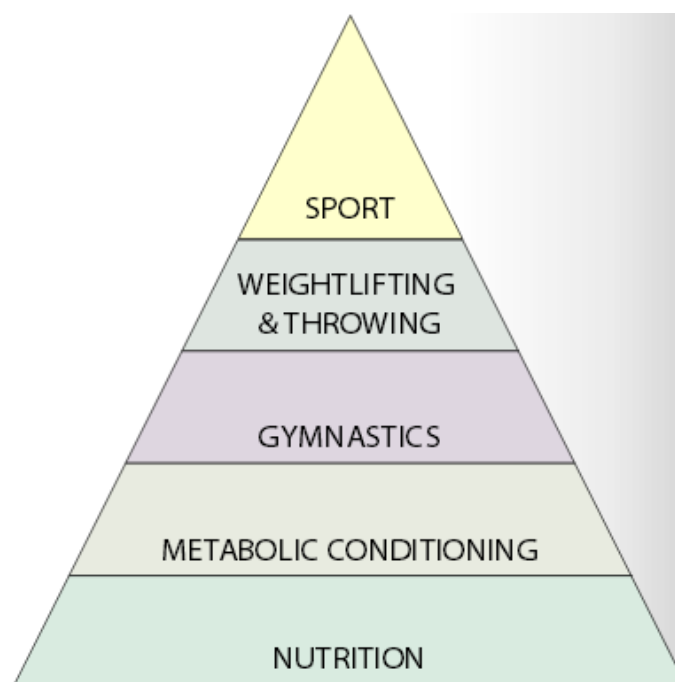 SPORT
WEIGHTLIFTING
& THROWING
GYMNASTICS
METABOLIC CONDITIONING
NUTRITION